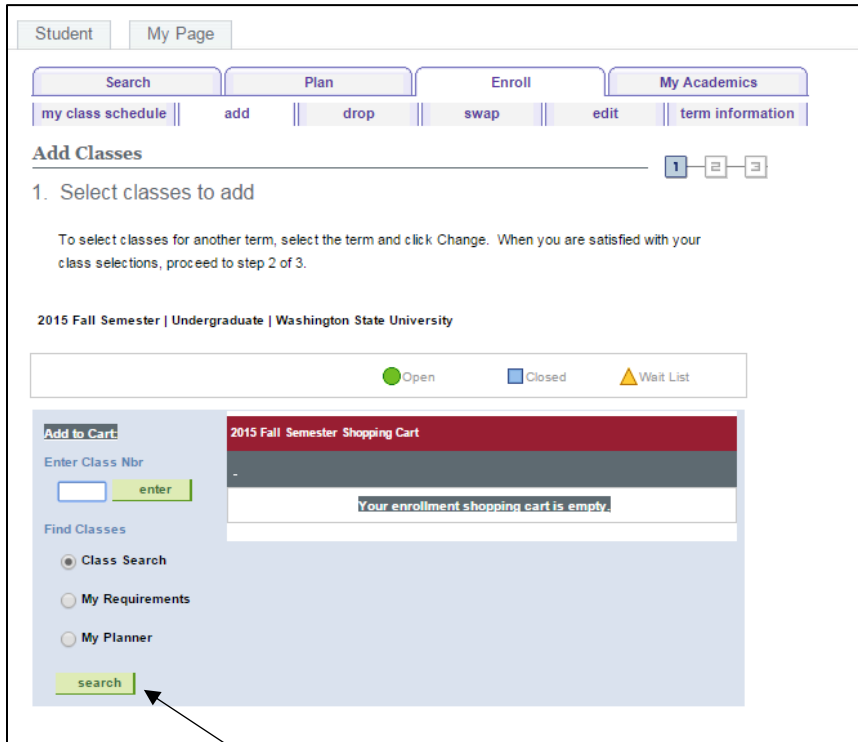 Student My Page
Search Plan Enroll My Academics
my class schedule || add || drop || swap || edit || term information
Add Classes
1 2 3
1. Select classes to add
To select classes for another term, select the term and click Change. When you are satisfied with your
class selections, proceed to step 2 of 3.
2015 Fall Semester | Undergraduate | Washington State University
Open Closed Wait List
Add to Cart:
2015 Fall Semester Shopping Cart
Enter Class Nbr
enter
Your enrollment shopping cart is empty.
Find Classes
Class Search
My Requirements
My Planner
search